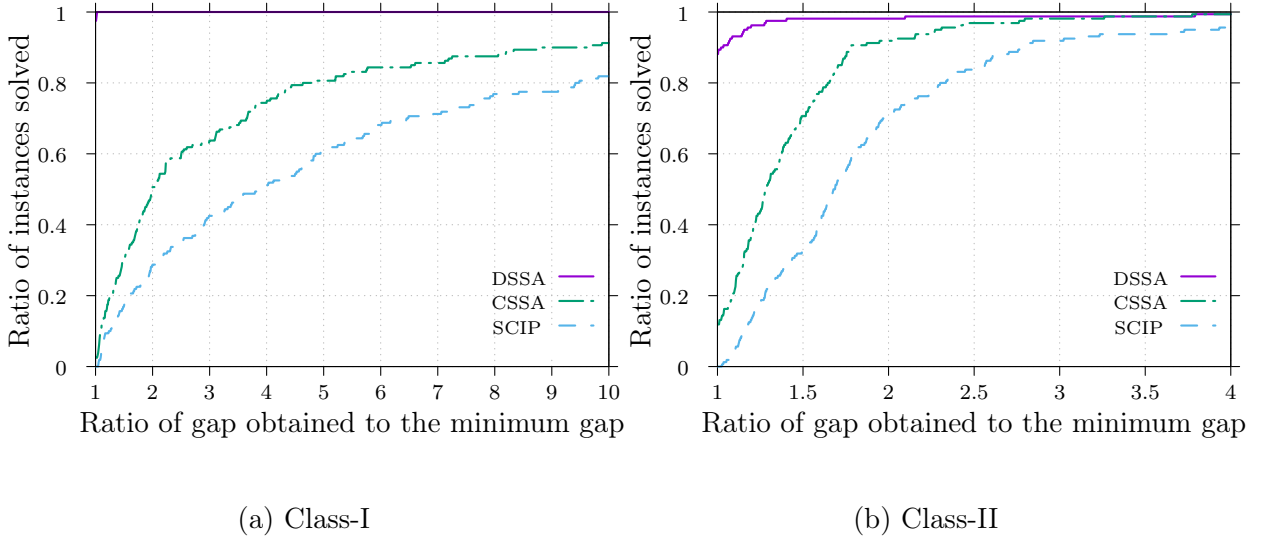 Ratio of instances solved
1
0.8
0.6
0.4
0.2
0
DSSA
CSSA
SCIP
1 2 3 4 5 6 7 8 9 10
Ratio of gap obtained to the minimum gap
(a) Class-I
Ratio of instances solved
1
0.8
0.6
0.4
0.2
0
DSSA
CSSA
SCIP
1 1.5 2 2.5 3 3.5 4
Ratio of gap obtained to the minimum gap
(b) Class-II